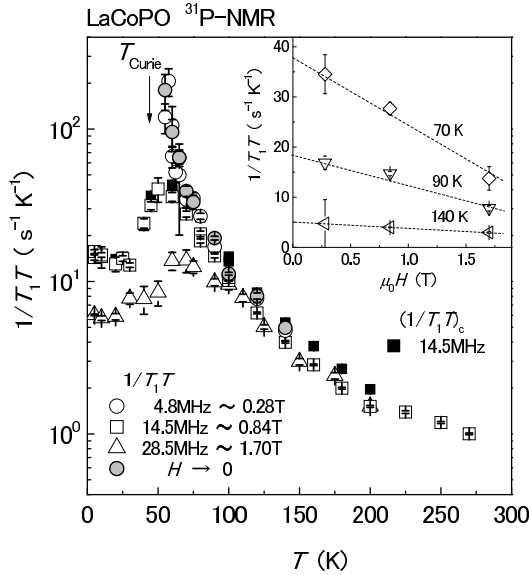 LaCoPO ³¹P-NMR
T_Curie
10²
10¹
10⁰
1/T₁T ( s⁻¹ K⁻¹)
0 50 100 150 200 250 300
T (K)
1/T₁T
4.8MHz ~ 0.28T
14.5MHz ~ 0.84T
28.5MHz ~ 1.70T
H → 0
(1/T₁T)c
14.5MHz
40
30
20
10
0
1/T₁T ( s⁻¹ K⁻¹)
70 K
90 K
140 K
0.0 0.5 1.0 1.5
μ₀H (T)